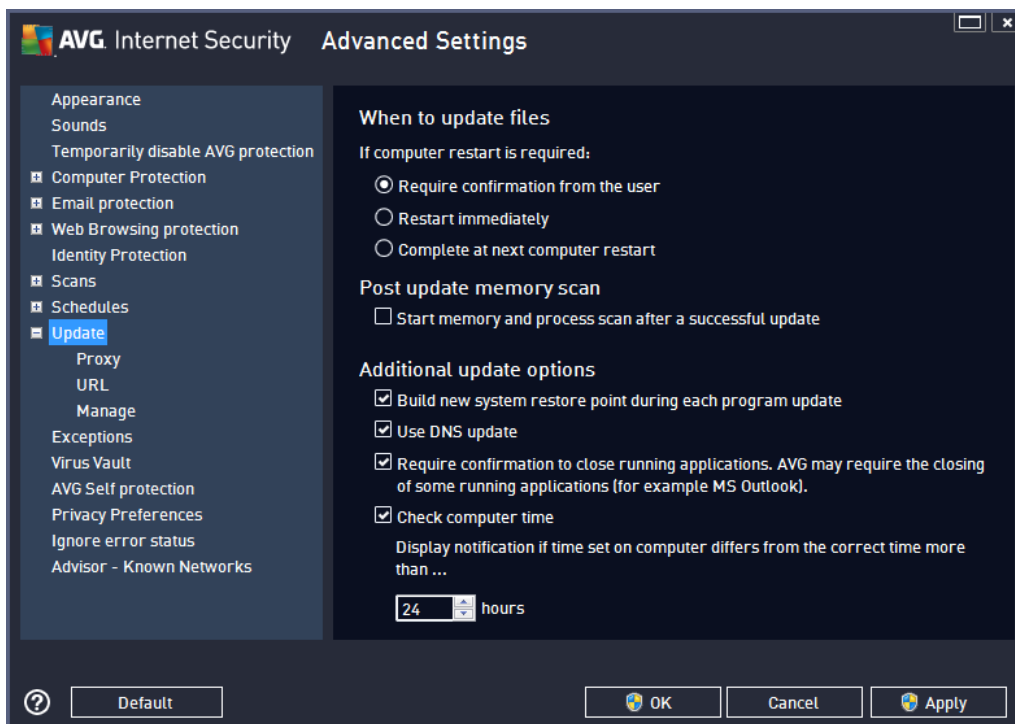 AVG. Internet Security
Advanced Settings
Appearance
Sounds
Temporarily disable AVG protection
Computer Protection
Email protection
Web Browsing protection
Identity Protection
Scans
Schedules
Update
Proxy
URL
Manage
Exceptions
Virus Vault
AVG Self protection
Privacy Preferences
Ignore error status
Advisor - Known Networks
When to update files
If computer restart is required:
Require confirmation from the user
Restart immediately
Complete at next computer restart
Post update memory scan
Start memory and process scan after a successful update
Additional update options
Build new system restore point during each program update
Use DNS update
Require confirmation to close running applications. AVG may require the closing
of some running applications (for example MS Outlook).
Check computer time
Display notification if time set on computer differs from the correct time more
than ...
24 hours
? Default
OK
Cancel
Apply